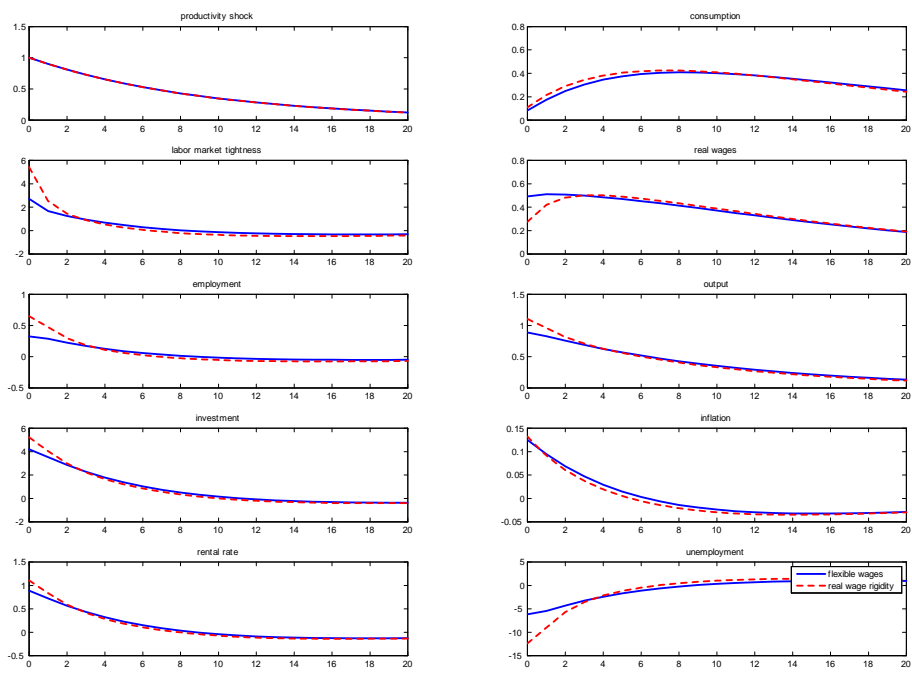 productivity shock
1.5
1
0.5
0
0 2 4 6 8 10 12 14 16 18 20
consumption
0.8
0.6
0.4
0.2
0
0 2 4 6 8 10 12 14 16 18 20
labor market tightness
6
4
2
0
-2
0 2 4 6 8 10 12 14 16 18 20
real wages
0.8
0.6
0.4
0.2
0
0 2 4 6 8 10 12 14 16 18 20
employment
1
0.5
0
-0.5
0 2 4 6 8 10 12 14 16 18 20
output
1.5
1
0.5
0
0 2 4 6 8 10 12 14 16 18 20
investment
6
4
2
0
-2
0 2 4 6 8 10 12 14 16 18 20
inflation
0.15
0.1
0.05
0
-0.05
0 2 4 6 8 10 12 14 16 18 20
rental rate
1.5
1
0.5
0
-0.5
0 2 4 6 8 10 12 14 16 18 20
unemployment
5
0
-5
-10
-15
0 2 4 6 8 10 12 14 16 18 20
flexible wages
real wage rigidity